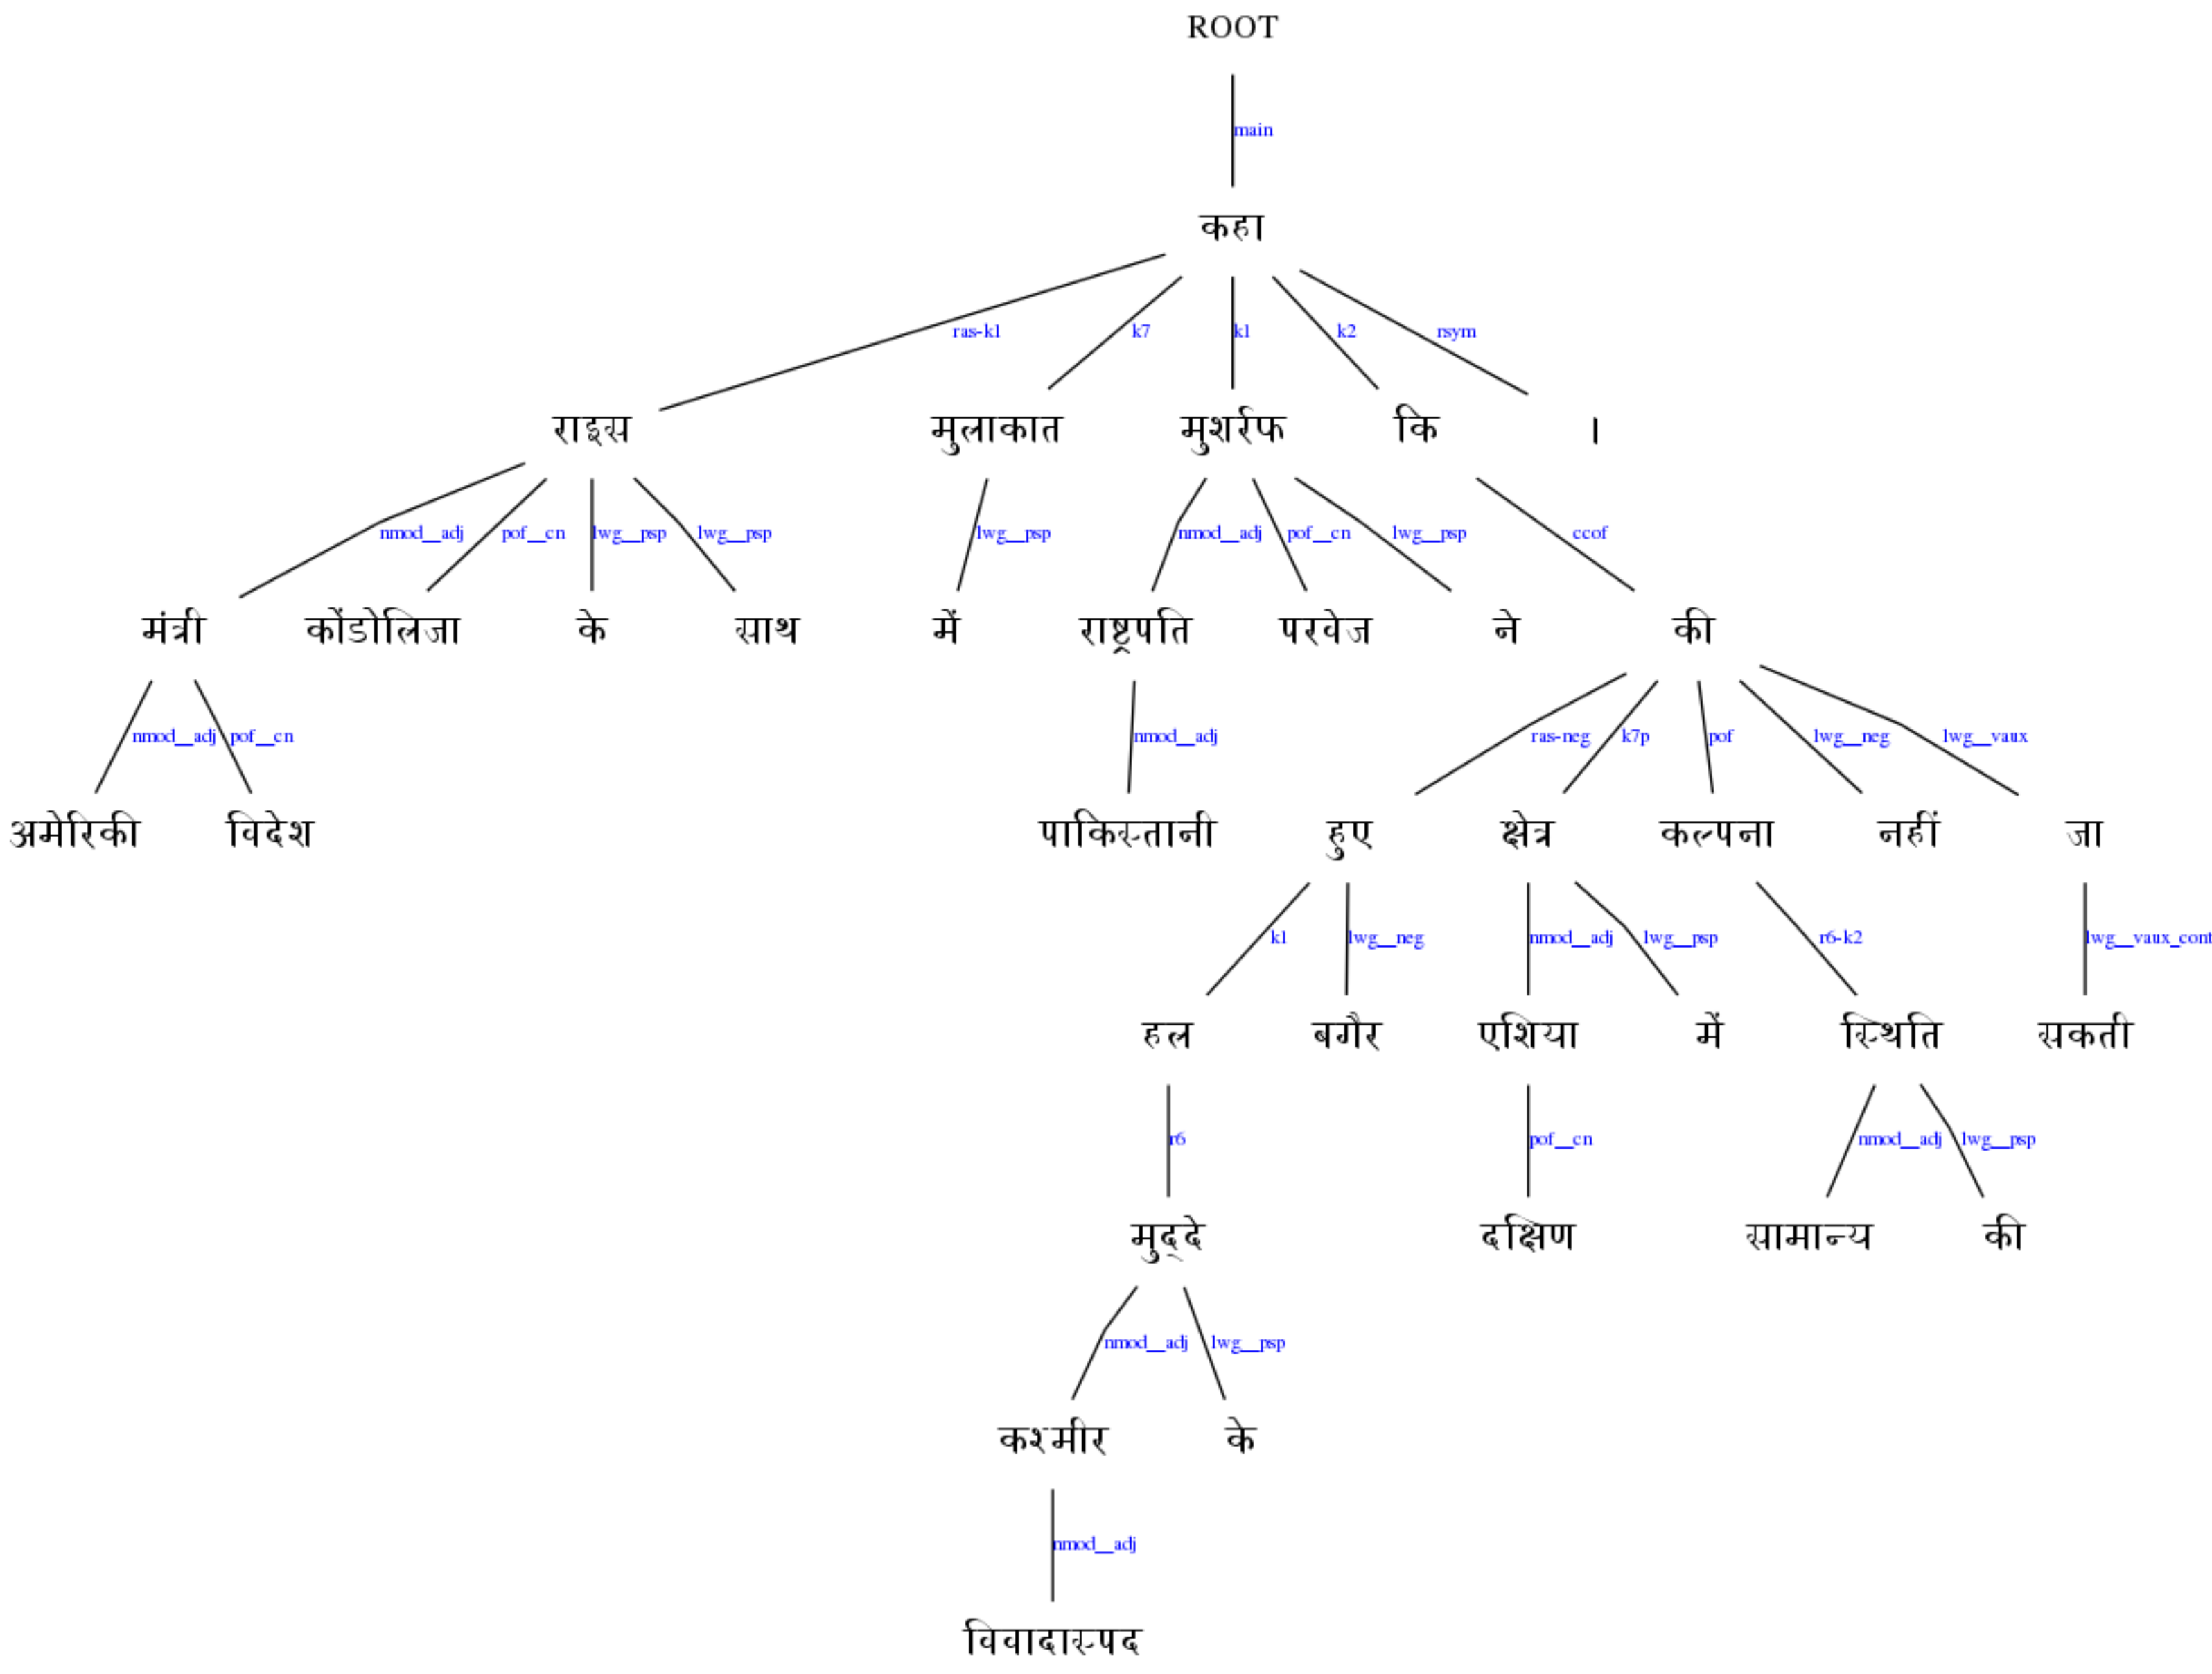 ROOT
main
कहा
ras-k1 k7 k1 k2 rsym
राइस मुलाकात मुशर्रफ कि ।
nmod__adj pof__cn lwg__psp lwg__psp lwg__psp nmod__adj pof__cn lwg__psp ccof
मंत्री कोंडोलिजा के साथ में राष्ट्रपति परवेज ने की
nmod__adj pof__cn nmod__adj ras-neg k7p pof lwg__neg lwg__vaux
अमेरिकी विदेश पाकिस्तानी हुए क्षेत्र कल्पना नहीं जा
k1 lwg__neg nmod__adj lwg__psp r6-k2 lwg__vaux_cont
हल बगैर एशिया में स्थिति सकती
r6 pof__cn nmod__adj lwg__psp
मुद्दे दक्षिण सामान्य की
nmod__adj lwg__psp
कश्मीर के
nmod__adj
विवादास्पद